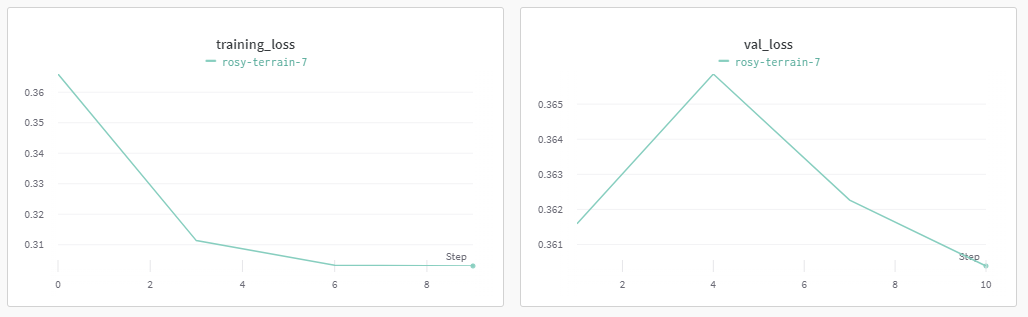 training_loss
rosy-terrain-7
0.36
0.35
0.34
0.33
0.32
0.31
Step
0 2 4 6 8
val_loss
rosy-terrain-7
0.365
0.364
0.363
0.362
0.361
Step
2 4 6 8 10